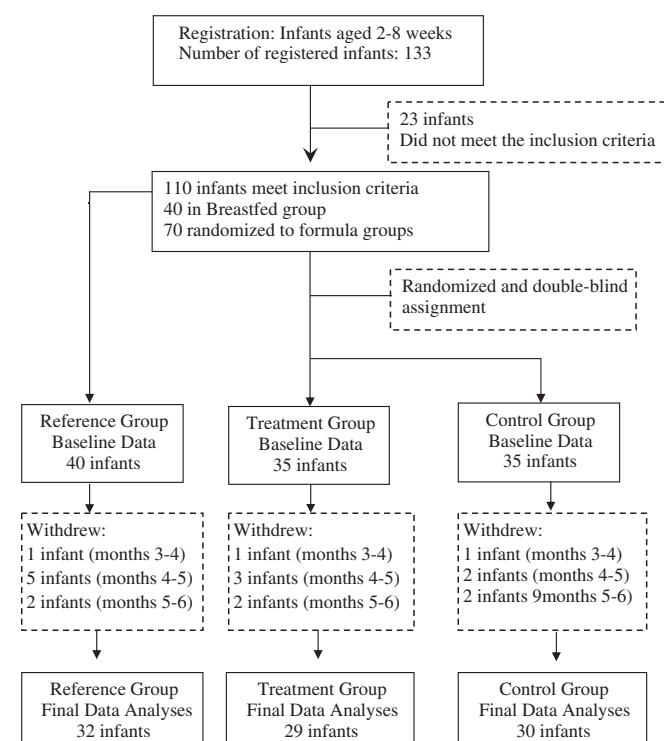 Registration: Infants aged 2-8 weeks
Number of registered infants: 133
23 infants
Did not meet the inclusion criteria
110 infants meet inclusion criteria
40 in Breastfed group
70 randomized to formula groups
Randomized and double-blind
assignment
Reference Group
Baseline Data
40 infants
Treatment Group
Baseline Data
35 infants
Control Group
Baseline Data
35 infants
Withdrew:
1 infant (months 3-4)
5 infants (months 4-5)
2 infants (months 5-6)
Withdrew:
1 infant (months 3-4)
3 infants (months 4-5)
2 infants (months 5-6)
Withdrew:
1 infant (months 3-4)
2 infants (months 4-5)
2 infants 9months 5-6)
Reference Group
Final Data Analyses
32 infants
Treatment Group
Final Data Analyses
29 infants
Control Group
Final Data Analyses
30 infants